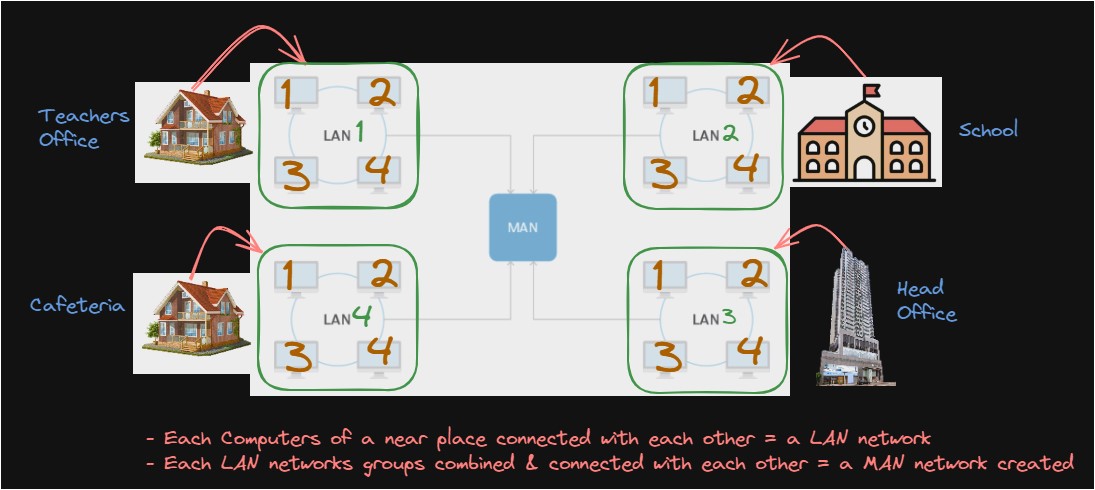 Teachers
Office
1 2
LAN 1
3 4
1 2
LAN 2
3 4
School
MAN
Cafeteria
1 2
LAN 4
3 4
1 2
LAN 3
3 4
Head
Office
- Each Computers of a near place connected with each other = a LAN network
- Each LAN networks groups combined & connected with each other = a MAN network created